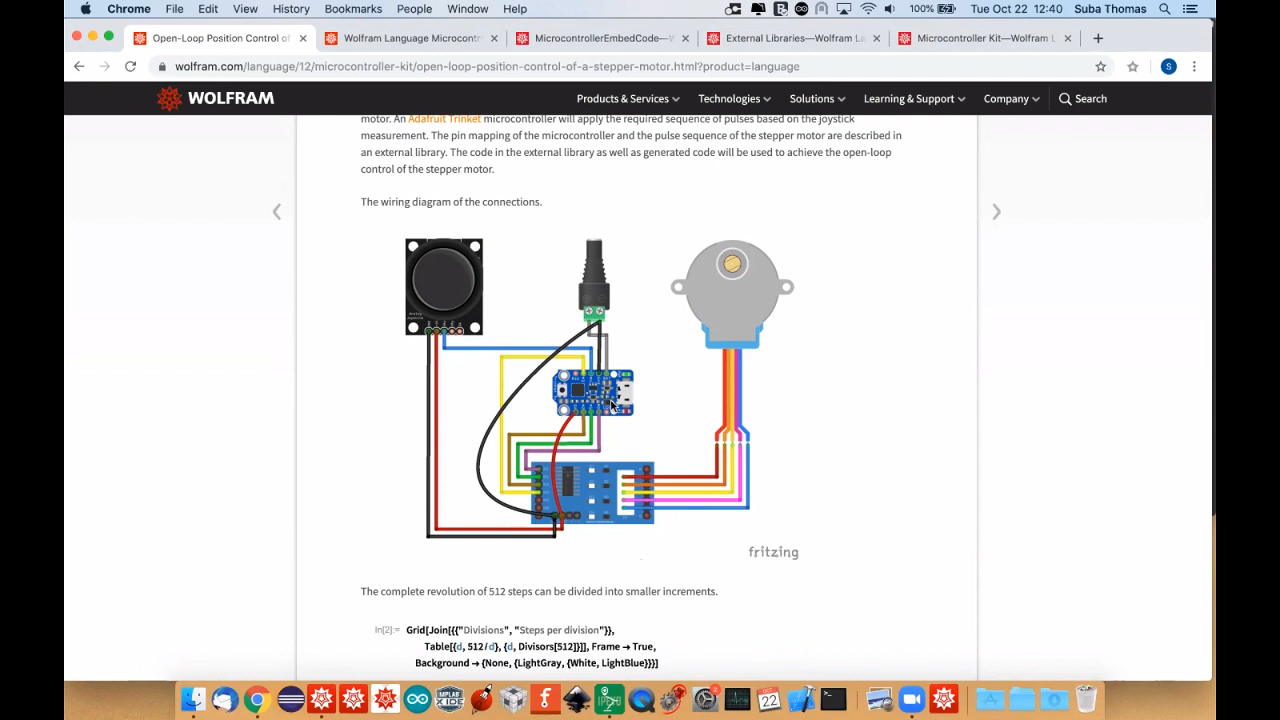 Chrome File Edit View History Bookmarks People Window Help 100% Tue Oct 22 12:40 Suba Thomas
Open-Loop Position Control of Wolfram Language Microcontr MicrocontrollerEmbedCode—W External Libraries—Wolfram La Microcontroller Kit—Wolfram L
wolfram.com/language/12/microcontroller-kit/open-loop-position-control-of-a-stepper-motor.html?product=language S
WOLFRAM Products & Services Technologies Solutions Learning & Support Company Search
motor. An Adafruit Trinket microcontroller will apply the required sequence of pulses based on the joystick
measurement. The pin mapping of the microcontroller and the pulse sequence of the stepper motor are described in
an external library. The code in the external library as well as generated code will be used to achieve the open-loop
control of the stepper motor.
The wiring diagram of the connections.
fritzing
The complete revolution of 512 steps can be divided into smaller increments.
In[2]:= Grid[Join[{{"Divisions", "Steps per division"}},
Table[{d, 512/d}, {d, Divisors[512]}]], Frame → True,
Background → {None, {LightGray, {White, LightBlue}}}]